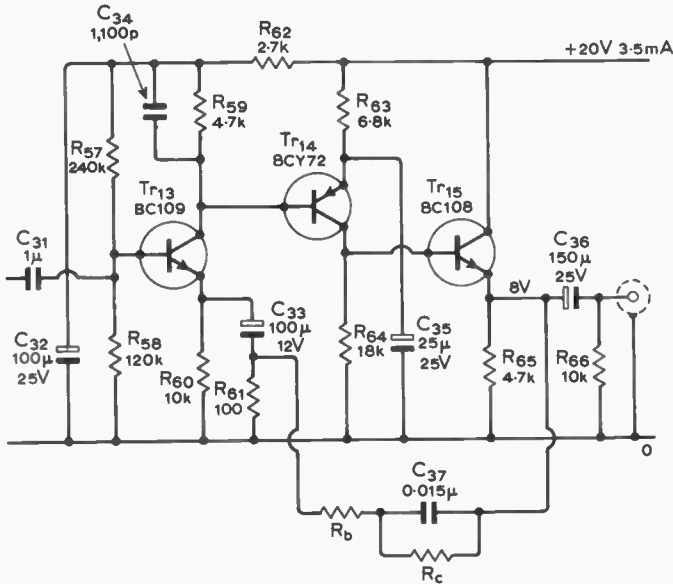 C34
1,100p
R62
2·7k
+20V 3·5mA
R59
4·7k
R63
6·8k
R57
240k
Tr14
BCY72
Tr13
BC109
Tr15
BC108
C31
1μ
C36
150μ
25V
8V
C33
100μ
12V
C32
100μ
25V
R58
120k
R60
10k
R61
100
R64
18k
C35
25μ
25V
R65
4·7k
R66
10k
0
C37
0·015μ
Rb
Rc